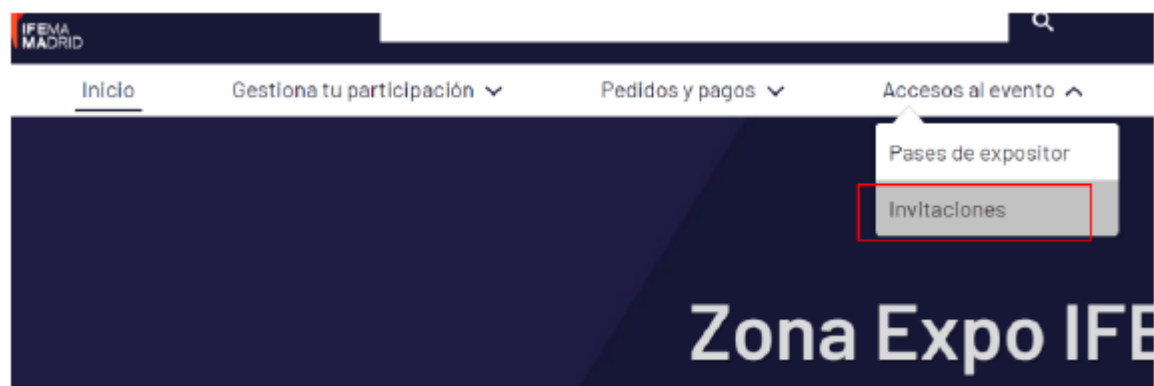 IFEMA
MADRID
Inicio
Gestiona tu participación
Pedidos y pagos
Accesos al evento
Pases de expositor
Invitaciones
Zona Expo IFE